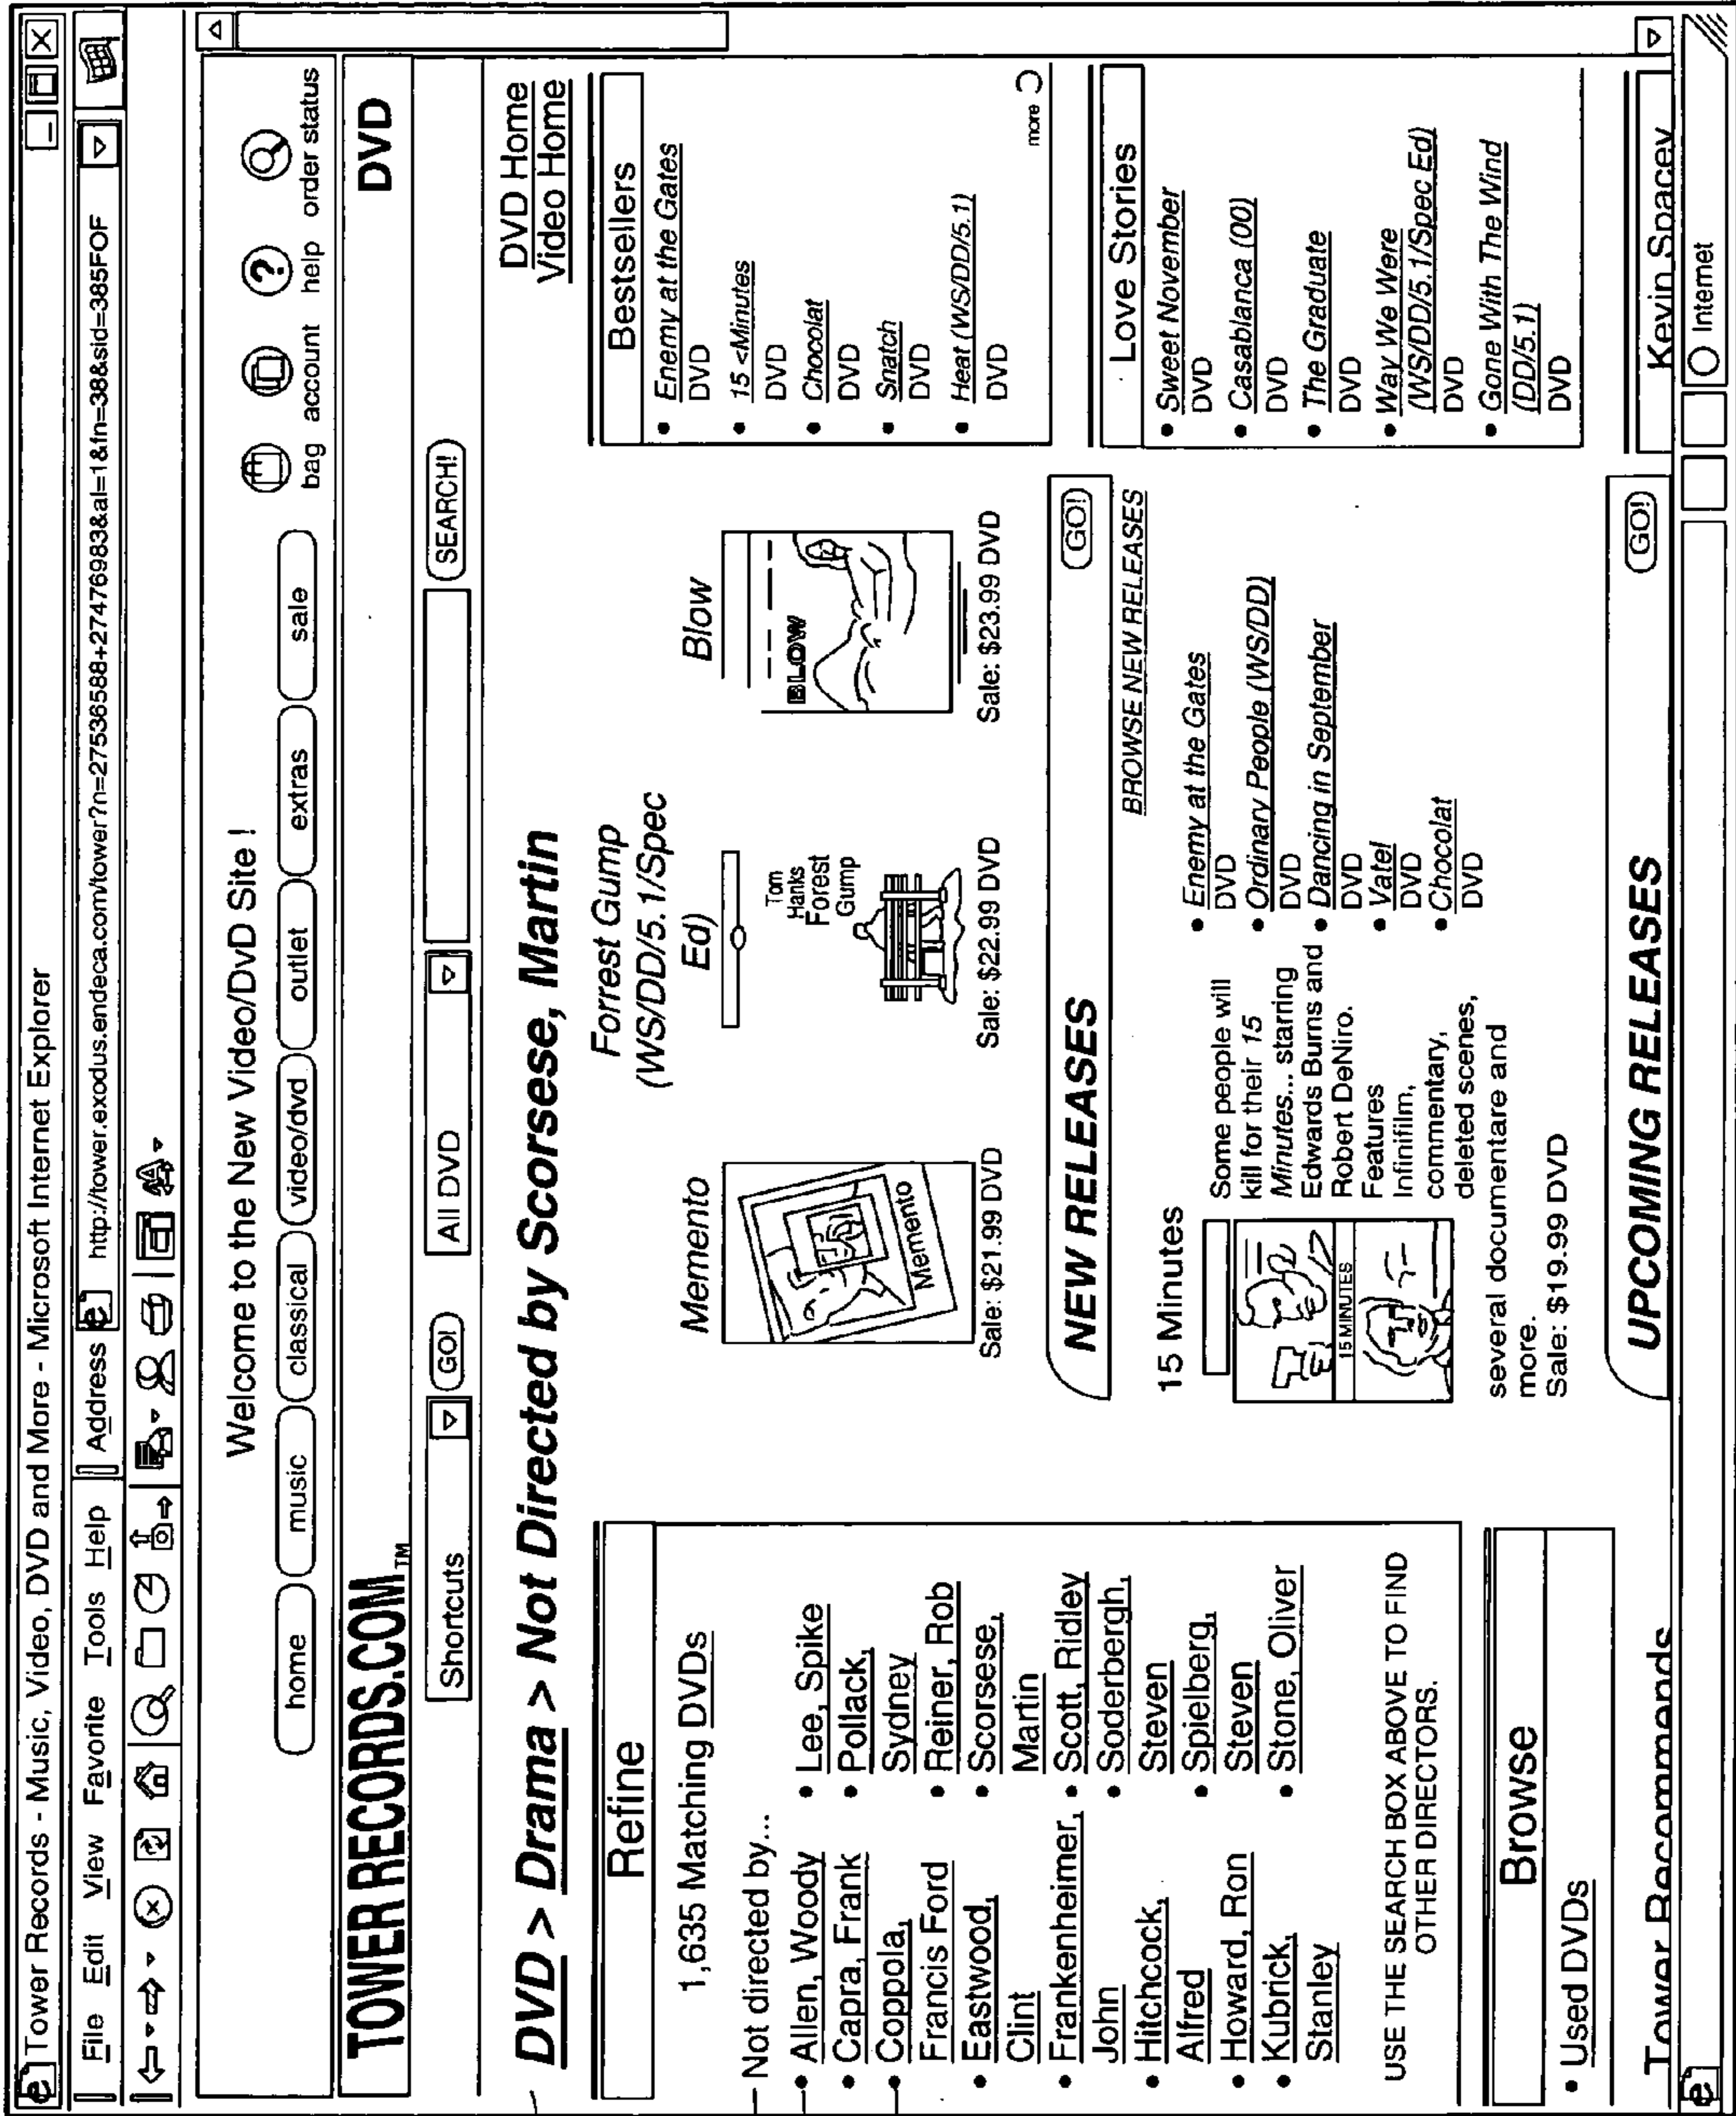 Tower Records - Music, Video, DVD and More - Microsoft Internet Explorer
File Edit View Favorite Tools Help
Address http://tower.exodus.endeca.com/tower?n=27536588+27476983&al=1&fn=38&sid=385FOF
Welcome to the New Video/DvD Site !
home music classical video/dvd outlet extras sale
bag account help order status
TOWER RECORDS.COM TM
DVD
Shortcuts GO! All DVD SEARCH!
DVD > Drama > Not Directed by Scorsese, Martin
DVD Home
Video Home
Refine
1,635 Matching DVDs
Not directed by...
• Allen, Woody
• Capra, Frank
• Coppola,
Francis Ford
• Eastwood,
Clint
• Frankenheimer,
John
• Hitchcock,
Alfred
• Howard, Ron
• Kubrick,
Stanley
• Lee, Spike
• Pollack,
Sydney
• Reiner, Rob
• Scorsese,
Martin
• Scott, Ridley
• Soderbergh,
Steven
• Spielberg,
Steven
• Stone, Oliver
USE THE SEARCH BOX ABOVE TO FIND
OTHER DIRECTORS.
Browse
• Used DVDs
Tower Recommends
Memento
Memento
Sale: $21.99 DVD
Forrest Gump
(WS/DD/5.1/Spec
Ed)
Tom
Hanks
Forest
Gump
Sale: $22.99 DVD
Blow
BLOW
Sale: $23.99 DVD
NEW RELEASES
GO!
BROWSE NEW RELEASES
15 Minutes
15 MINUTES
Some people will
kill for their 15
Minutes... starring
Edwards Burns and
Robert DeNiro.
Features
Infinifilm,
commentary,
deleted scenes,
several documentare and
more.
Sale: $19.99 DVD
• Enemy at the Gates
DVD
• Ordinary People (WS/DD)
DVD
• Dancing in September
DVD
• Vatel
DVD
• Chocolat
DVD
UPCOMING RELEASES
GO!
Bestsellers
• Enemy at the Gates
DVD
• 15 <Minutes
DVD
• Chocolat
DVD
• Snatch
DVD
• Heat (WS/DD/5.1)
DVD
more
Love Stories
• Sweet November
DVD
• Casablanca (00)
DVD
• The Graduate
DVD
• Way We Were
(WS/DD/5.1/Spec Ed)
DVD
• Gone With The Wind
(DD/5.1)
DVD
Kevin Spacey
Internet